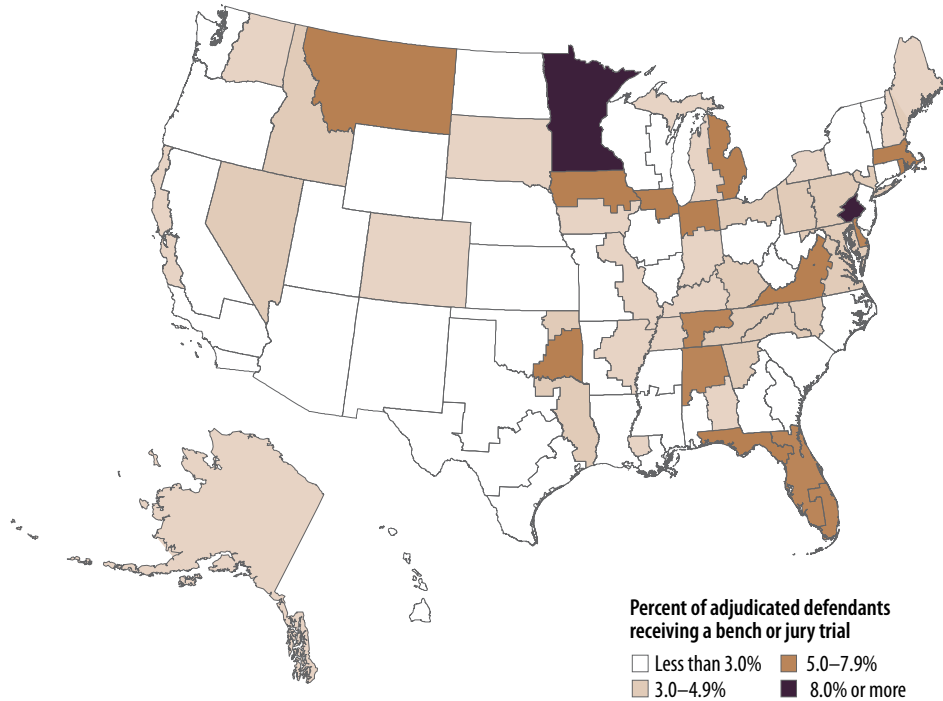 Percent of adjudicated defendants
receiving a bench or jury trial
Less than 3.0% 5.0–7.9%
3.0–4.9% 8.0% or more